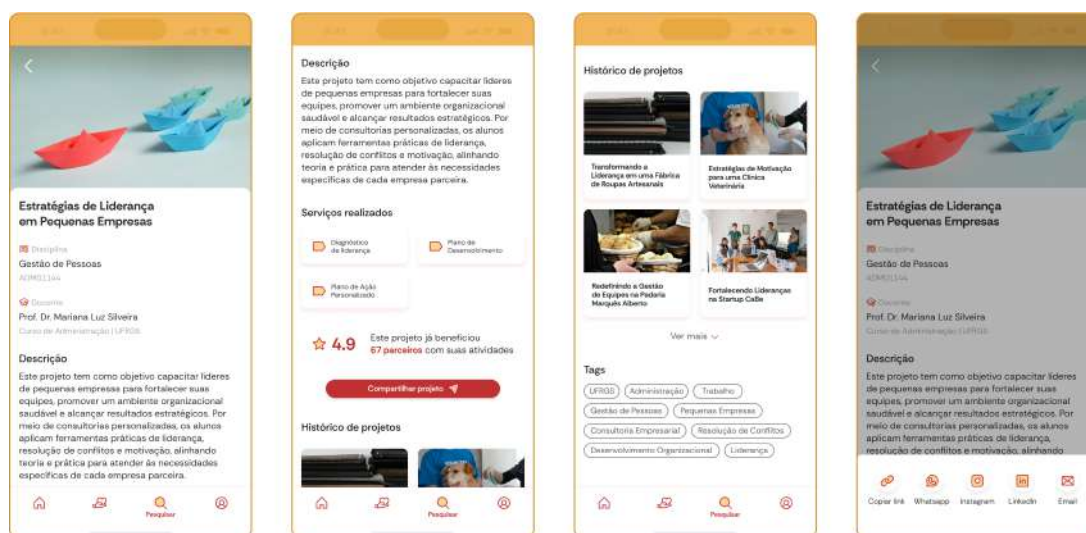 Estratégias de Liderança
em Pequenas Empresas
Disciplina
Gestão de Pessoas
ADM01144
Docente
Prof. Dr. Mariana Luz Silveira
Curso de Administração | UFRGS
Descrição
Este projeto tem como objetivo capacitar líderes
de pequenas empresas para fortalecer suas
equipes, promover um ambiente organizacional
saudável e alcançar resultados estratégicos. Por
meio de consultorias personalizadas, os alunos
aplicam ferramentas práticas de liderança,
resolução de conflitos e motivação, alinhando
teoria e prática para atender às necessidades
específicas de cada empresa parceira.
Pesquisar
Descrição
Este projeto tem como objetivo capacitar líderes
de pequenas empresas para fortalecer suas
equipes, promover um ambiente organizacional
saudável e alcançar resultados estratégicos. Por
meio de consultorias personalizadas, os alunos
aplicam ferramentas práticas de liderança,
resolução de conflitos e motivação, alinhando
teoria e prática para atender às necessidades
específicas de cada empresa parceira.
Serviços realizados
Diagnóstico
de liderança
Plano de
Desenvolvimento
Plano de Ação
Personalizado
4.9
Este projeto já beneficiou
67 parceiros com suas atividades
Compartilhar projeto
Histórico de projetos
Pesquisar
Histórico de projetos
Transformando a
Liderança em uma Fábrica
de Roupas Artesanais
Estratégias de Motivação
para uma Clínica
Veterinária
Redefinindo a Gestão
de Equipes na Padaria
Marquês Alberto
Fortalecendo Lideranças
na Startup CaBe
Ver mais
Tags
UFRGS
Administração
Trabalho
Gestão de Pessoas
Pequenas Empresas
Consultoria Empresarial
Resolução de Conflitos
Desenvolvimento Organizacional
Liderança
Pesquisar
Estratégias de Liderança
em Pequenas Empresas
Disciplina
Gestão de Pessoas
ADM01144
Docente
Prof. Dr. Mariana Luz Silveira
Curso de Administração | UFRGS
Descrição
Este projeto tem como objetivo capacitar líderes
de pequenas empresas para fortalecer suas
equipes, promover um ambiente organizacional
saudável e alcançar resultados estratégicos. Por
meio de consultorias personalizadas, os alunos
aplicam ferramentas práticas de liderança,
resolução de conflitos e motivação, alinhando
Copiar link
Whatsapp
Instagram
LinkedIn
Email